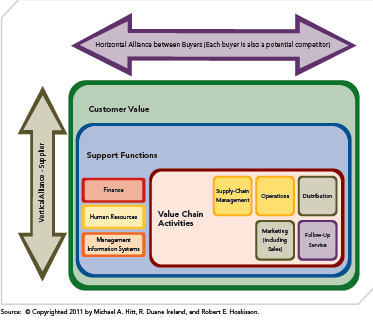 Horizontal Alliance between Buyers (Each buyer is also a potential competitor)
Vertical Alliance - Supplier
Customer Value
Support Functions
Finance
Human Resources
Management
Information Systems
Value Chain
Activities
Supply-Chain
Management
Operations
Distribution
Marketing
(Including
Sales)
Follow-Up
Service
Source: © Copyrighted 2011 by Michael A. Hitt, R. Duane Ireland, and Robert E. Hoskisson.